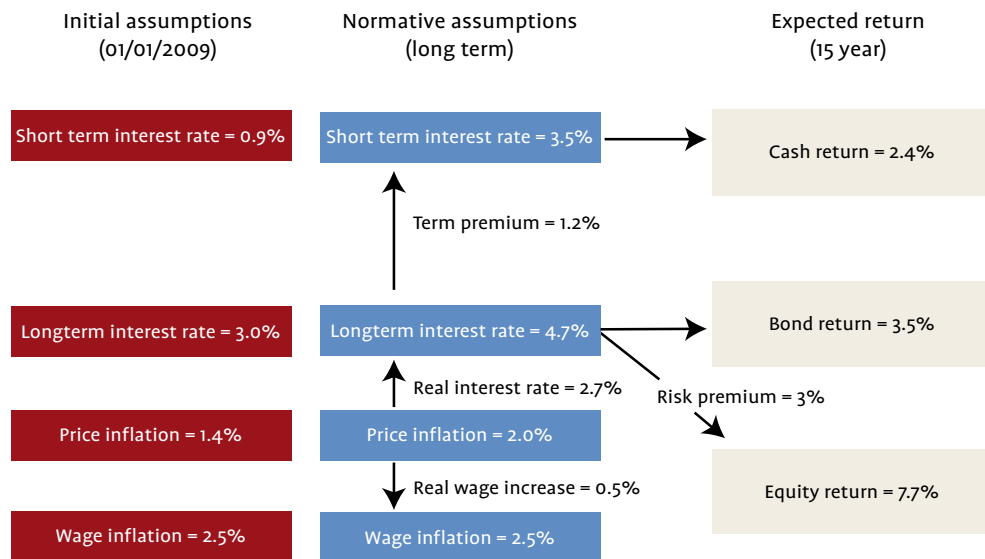 Initial assumptions
(01/01/2009)
Normative assumptions
(long term)
Expected return
(15 year)
Short term interest rate = 0.9%
Short term interest rate = 3.5%
Cash return = 2.4%
Term premium = 1.2%
Longterm interest rate = 3.0%
Longterm interest rate = 4.7%
Bond return = 3.5%
Real interest rate = 2.7%
Risk premium = 3%
Price inflation = 1.4%
Price inflation = 2.0%
Real wage increase = 0.5%
Equity return = 7.7%
Wage inflation = 2.5%
Wage inflation = 2.5%